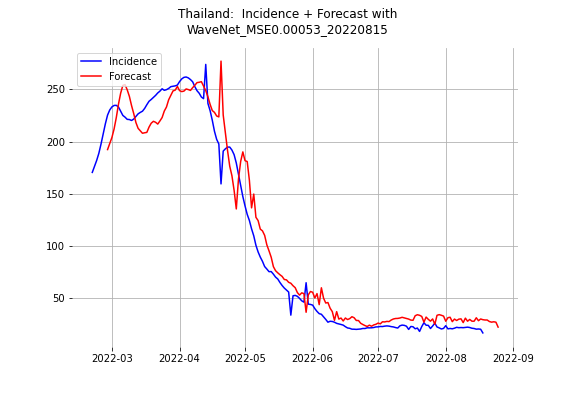 Thailand:  Incidence + Forecast with
WaveNet_MSE0.00053_20220815
Incidence
Forecast
250
200
150
100
50
2022-03 2022-04 2022-05 2022-06 2022-07 2022-08 2022-09